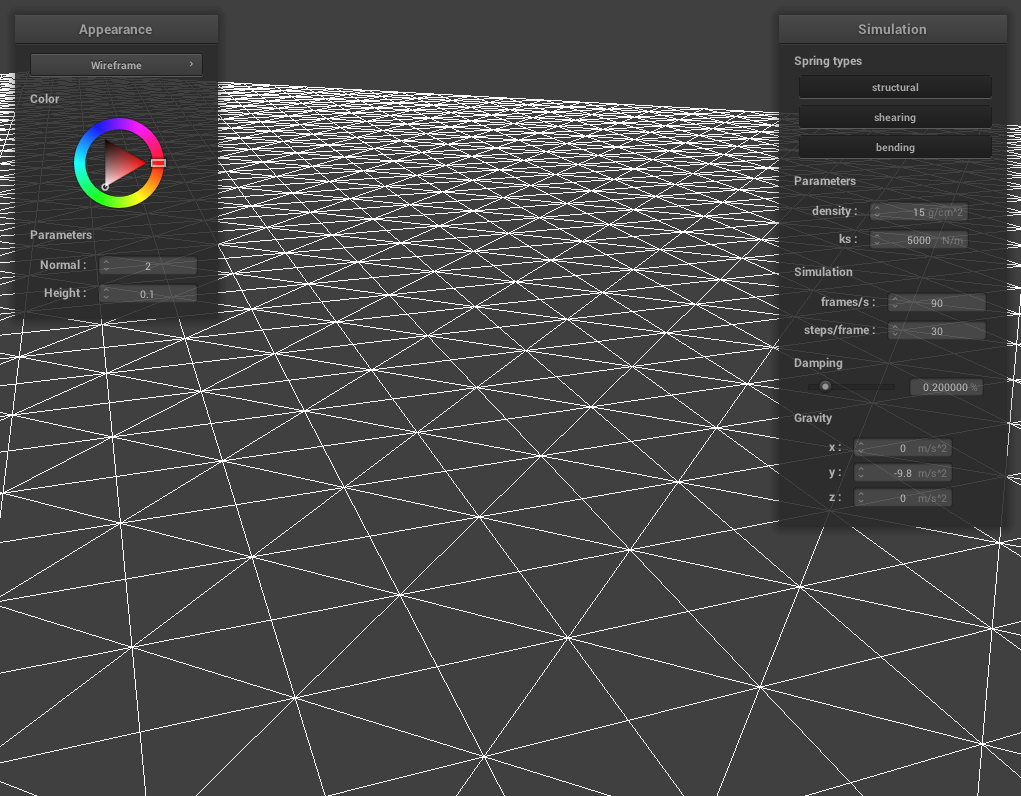 Appearance
Wireframe ›
Color
Parameters
Normal : 2
Height : 0.1
Simulation
Spring types
structural
shearing
bending
Parameters
density : 15 g/cm^2
ks : 5000 N/m
Simulation
frames/s : 90
steps/frame : 30
Damping
0.200000 %
Gravity
x : 0 m/s^2
y : -9.8 m/s^2
z : 0 m/s^2